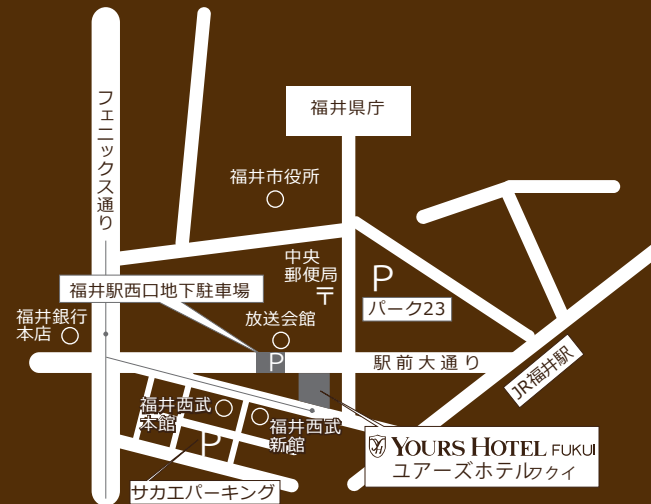 福井県庁
フェニックス通り
福井市役所
中央
郵便局
〒
P
パーク23
福井駅西口地下駐車場
福井銀行
本店
放送会館
P
駅前大通り
JR福井駅
福井西武
本館
福井西武
新館
P
サカエパーキング
YOURS HOTEL FUKUI
ユアーズホテルフクイ